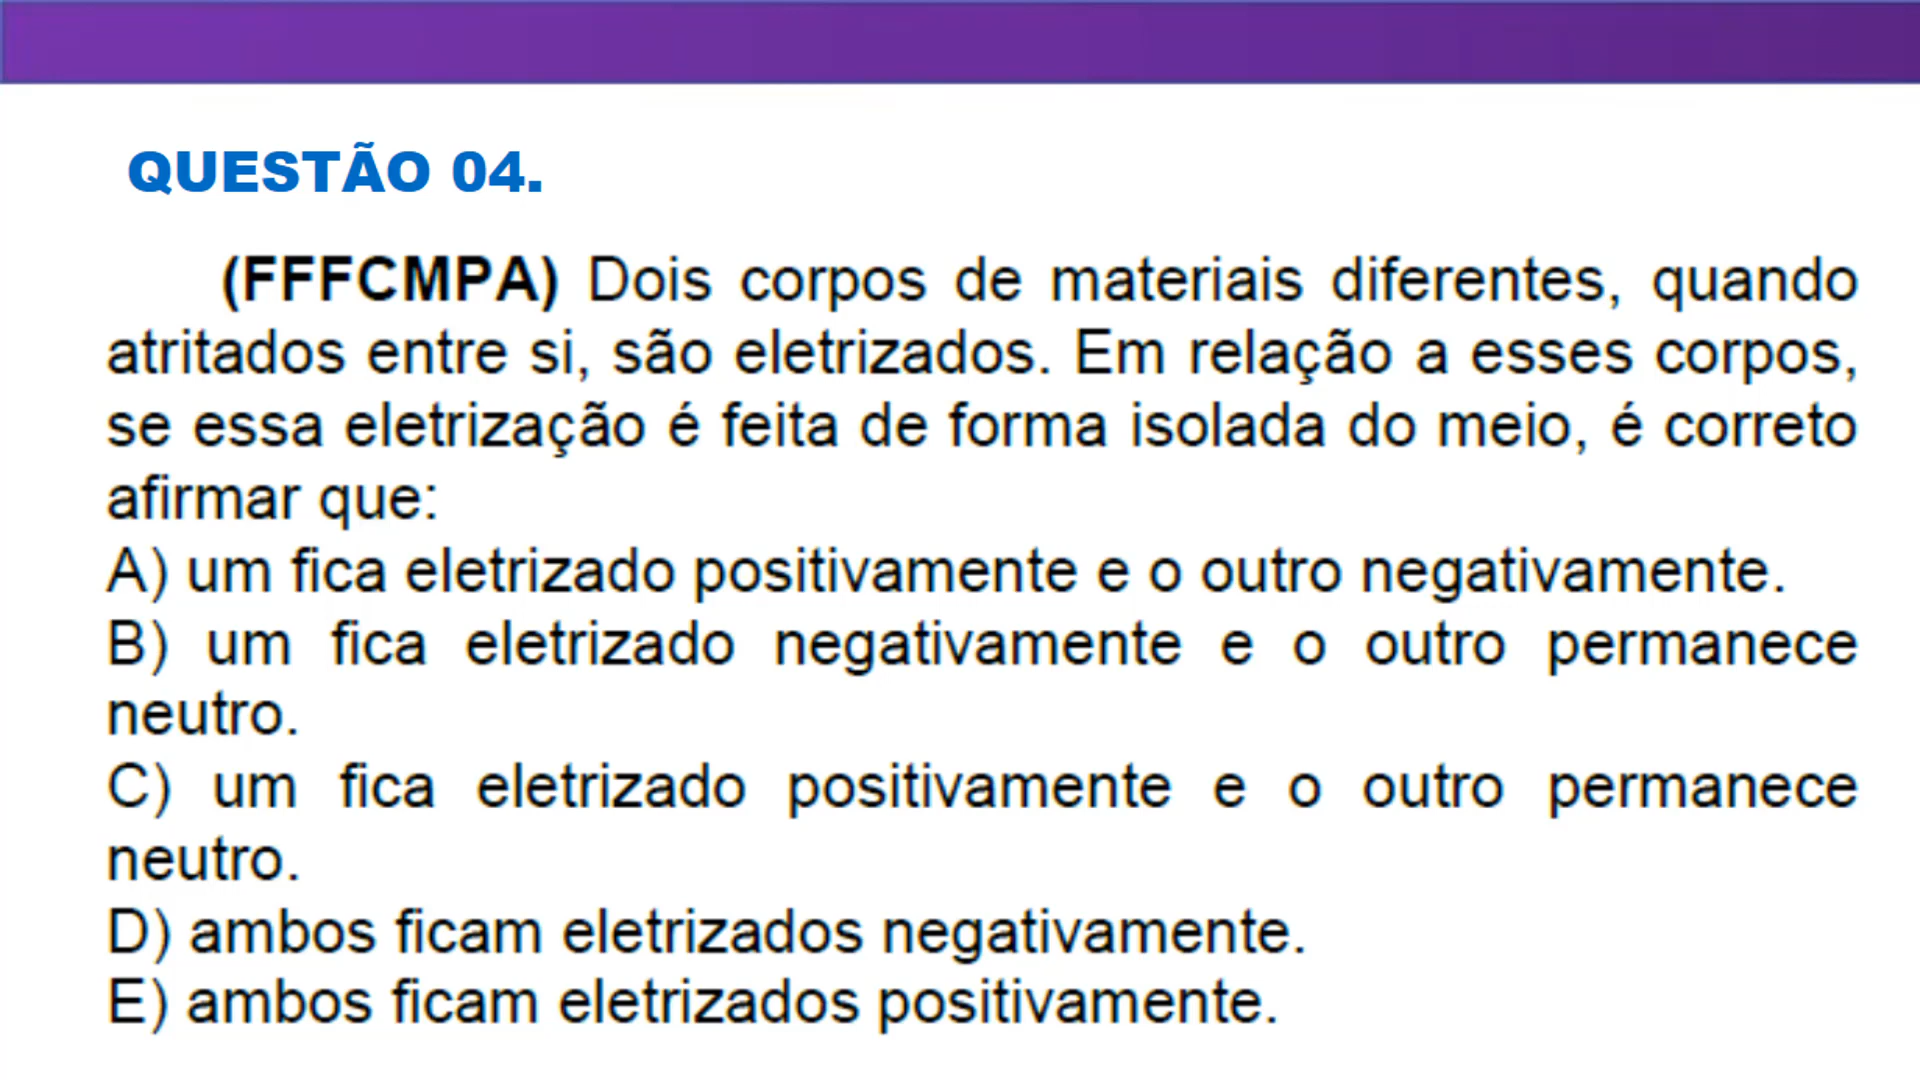 QUESTÃO 04.
(FFFCMPA) Dois corpos de materiais diferentes, quando
atritados entre si, são eletrizados. Em relação a esses corpos,
se essa eletrização é feita de forma isolada do meio, é correto
afirmar que:
A) um fica eletrizado positivamente e o outro negativamente.
B) um fica eletrizado negativamente e o outro permanece
neutro.
C) um fica eletrizado positivamente e o outro permanece
neutro.
D) ambos ficam eletrizados negativamente.
E) ambos ficam eletrizados positivamente.